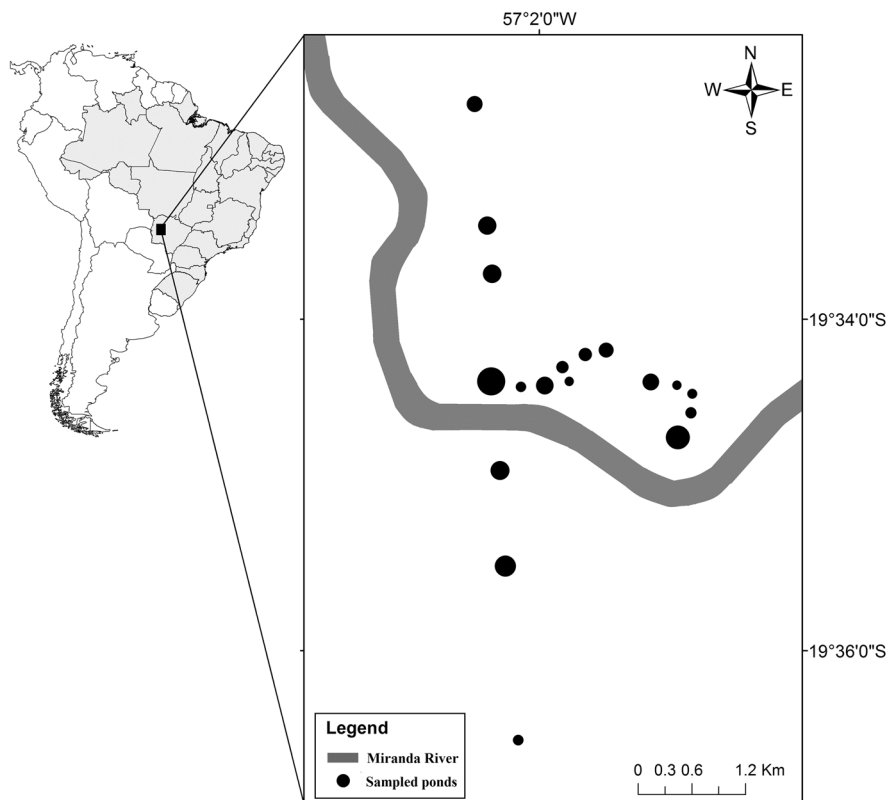 57°2'0"W
N
W E
S
19°34'0"S
19°36'0"S
Legend
Miranda River
Sampled ponds
0 0.3 0.6 1.2 Km